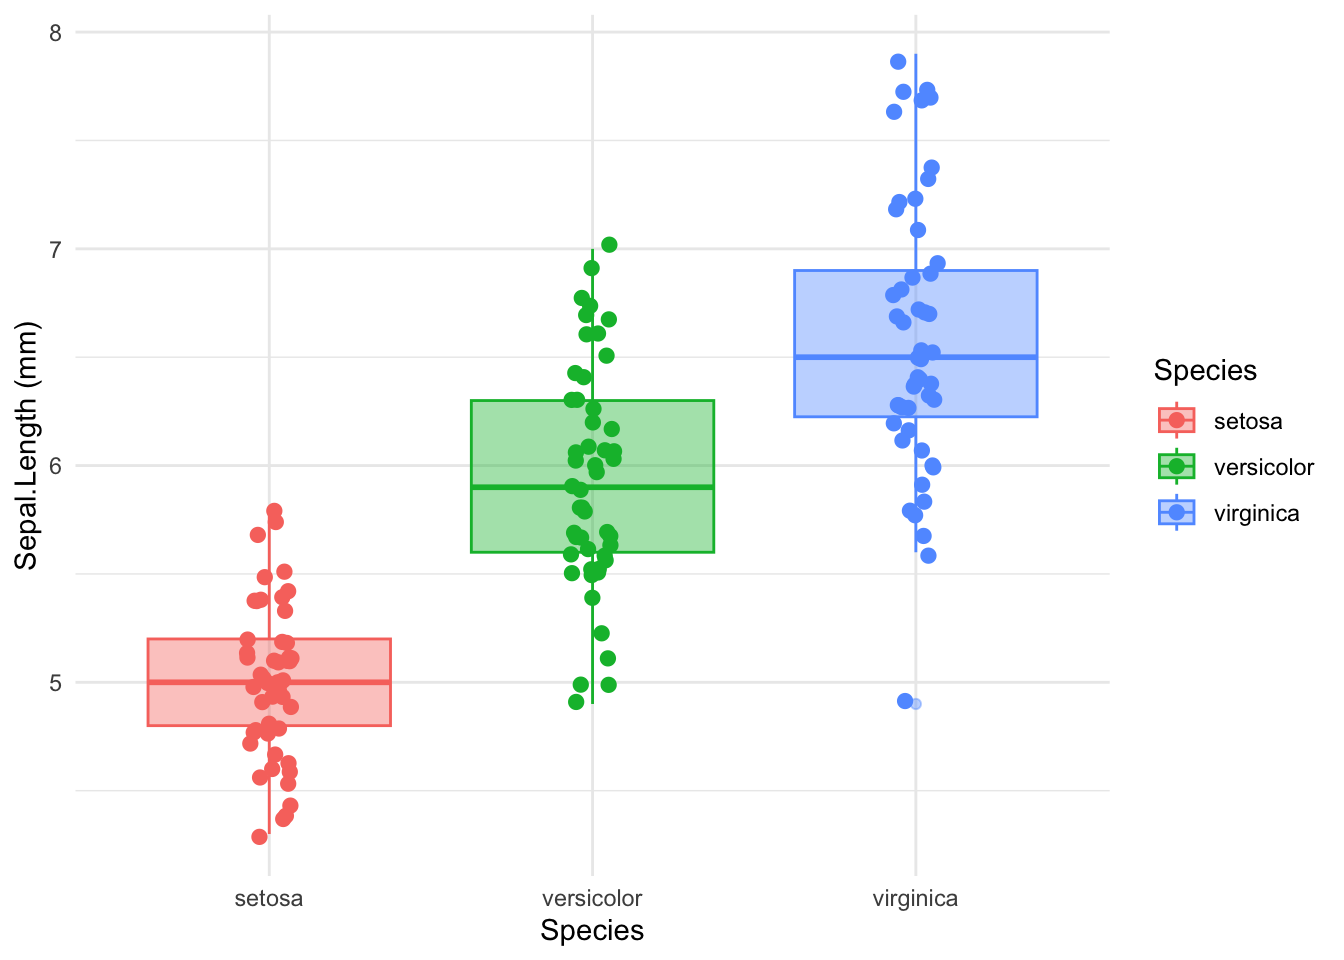 8
7
6
5
Sepal.Length (mm)
setosa
versicolor
virginica
Species
Species
setosa
versicolor
virginica